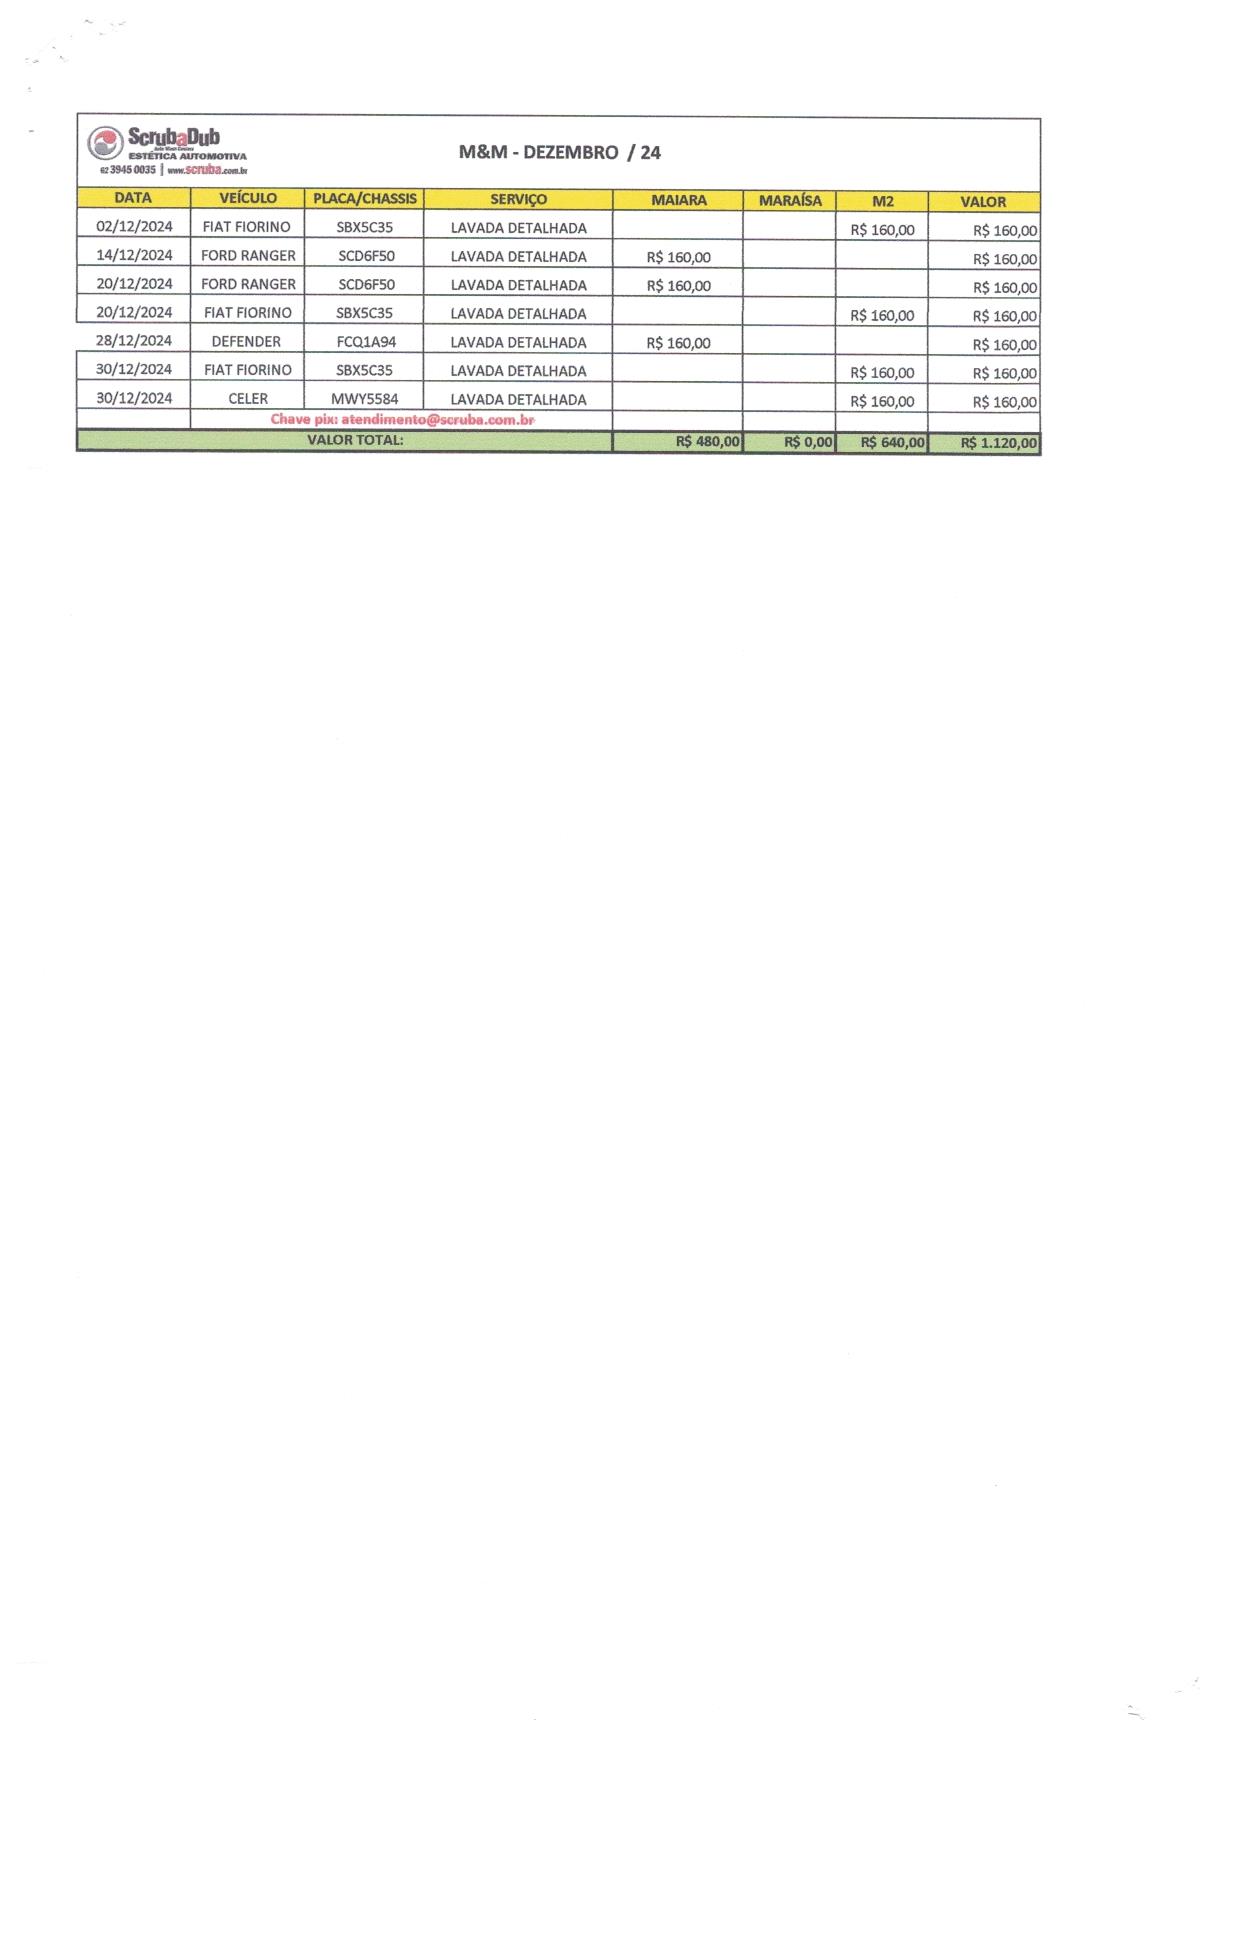 ScrubaDub
Auto Wash Centers
ESTÉTICA AUTOMOTIVA
62 3945 0035 | www.scruba.com.br
M&M - DEZEMBRO / 24
DATA VEÍCULO PLACA/CHASSIS SERVIÇO MAIARA MARAÍSA M2 VALOR
02/12/2024 FIAT FIORINO SBX5C35 LAVADA DETALHADA R$ 160,00 R$ 160,00
14/12/2024 FORD RANGER SCD6F50 LAVADA DETALHADA R$ 160,00 R$ 160,00
20/12/2024 FORD RANGER SCD6F50 LAVADA DETALHADA R$ 160,00 R$ 160,00
20/12/2024 FIAT FIORINO SBX5C35 LAVADA DETALHADA R$ 160,00 R$ 160,00
28/12/2024 DEFENDER FCQ1A94 LAVADA DETALHADA R$ 160,00 R$ 160,00
30/12/2024 FIAT FIORINO SBX5C35 LAVADA DETALHADA R$ 160,00 R$ 160,00
30/12/2024 CELER MWY5584 LAVADA DETALHADA R$ 160,00 R$ 160,00
Chave pix: atendimento@scruba.com.br
VALOR TOTAL: R$ 480,00 R$ 0,00 R$ 640,00 R$ 1.120,00